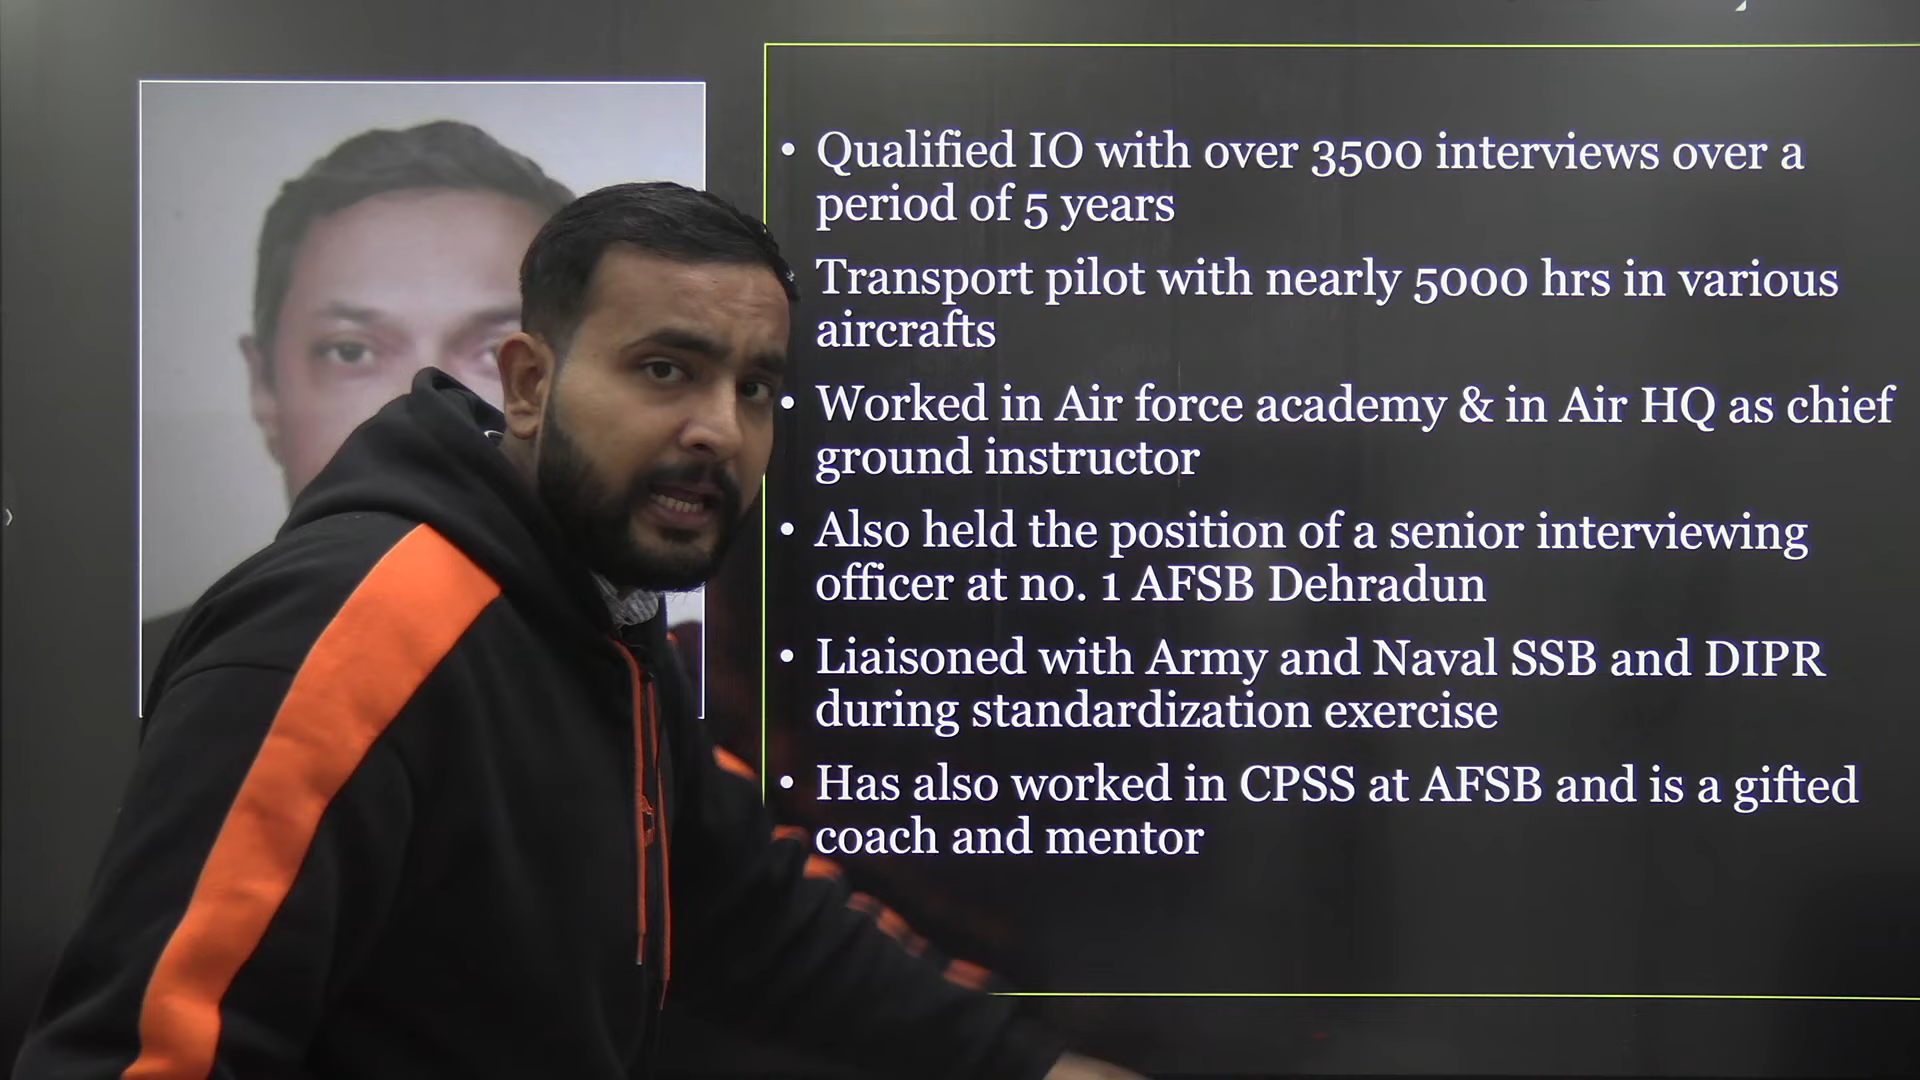 • Qualified IO with over 3500 interviews over a
period of 5 years
Transport pilot with nearly 5000 hrs in various
aircrafts
• Worked in Air force academy & in Air HQ as chief
ground instructor
• Also held the position of a senior interviewing
officer at no. 1 AFSB Dehradun
• Liaisoned with Army and Naval SSB and DIPR
during standardization exercise
• Has also worked in CPSS at AFSB and is a gifted
coach and mentor